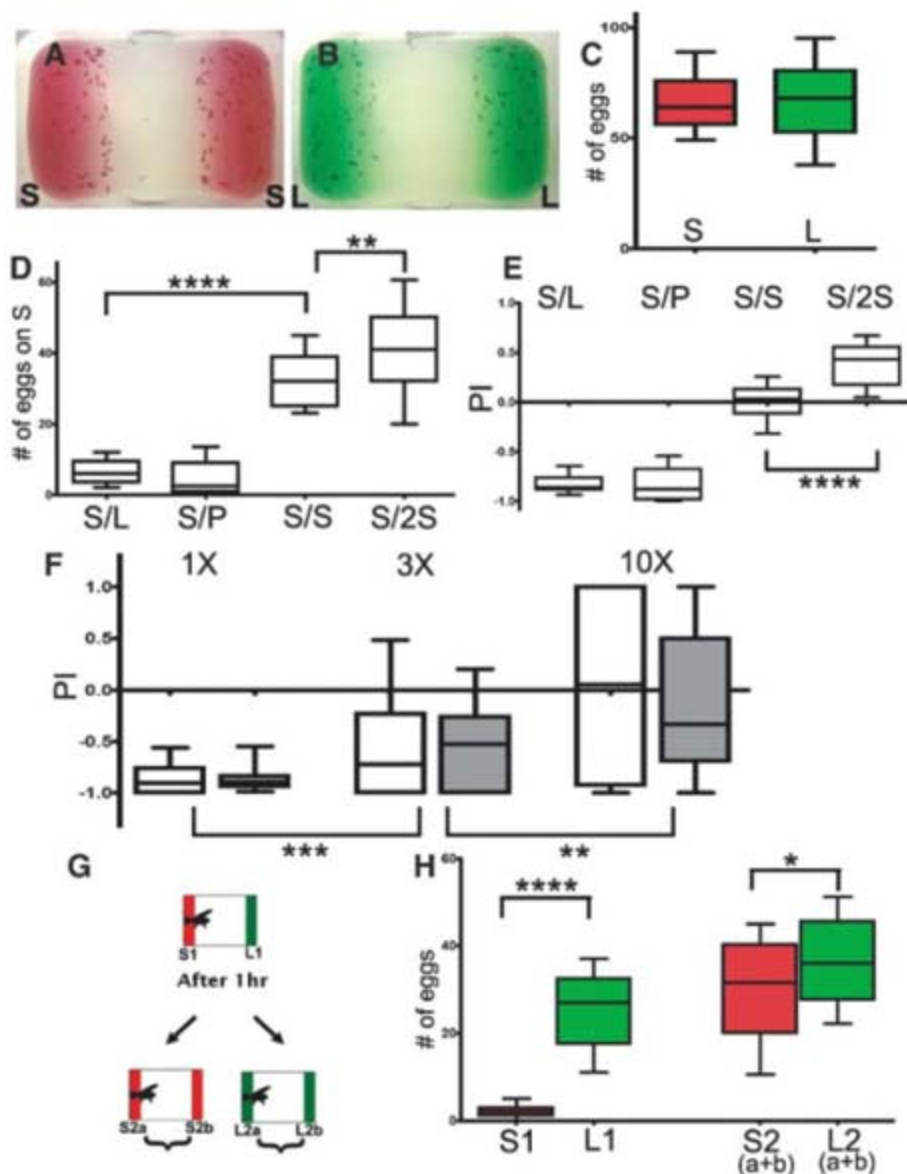 A
B
S
S
L
L
C
# of eggs
100
50
0
S
L
D
# of eggs on S
60
40
20
0
****
**
S/L
S/P
S/S
S/2S
E
PI
S/L
S/P
S/S
S/2S
1.0
0.5
0.0
-0.5
-1.0
****
F
PI
1X
3X
10X
1.0
0.5
0.0
-0.5
-1.0
***
**
G
S1
L1
After 1hr
S2a
S2b
L2a
L2b
H
# of eggs
60
40
20
0
****
*
S1
L1
S2
(a+b)
L2
(a+b)